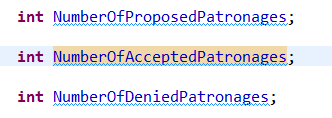 int NumberOfProposedPatronages;
int NumberOfAcceptedPatronages;
int NumberOfDeniedPatronages;